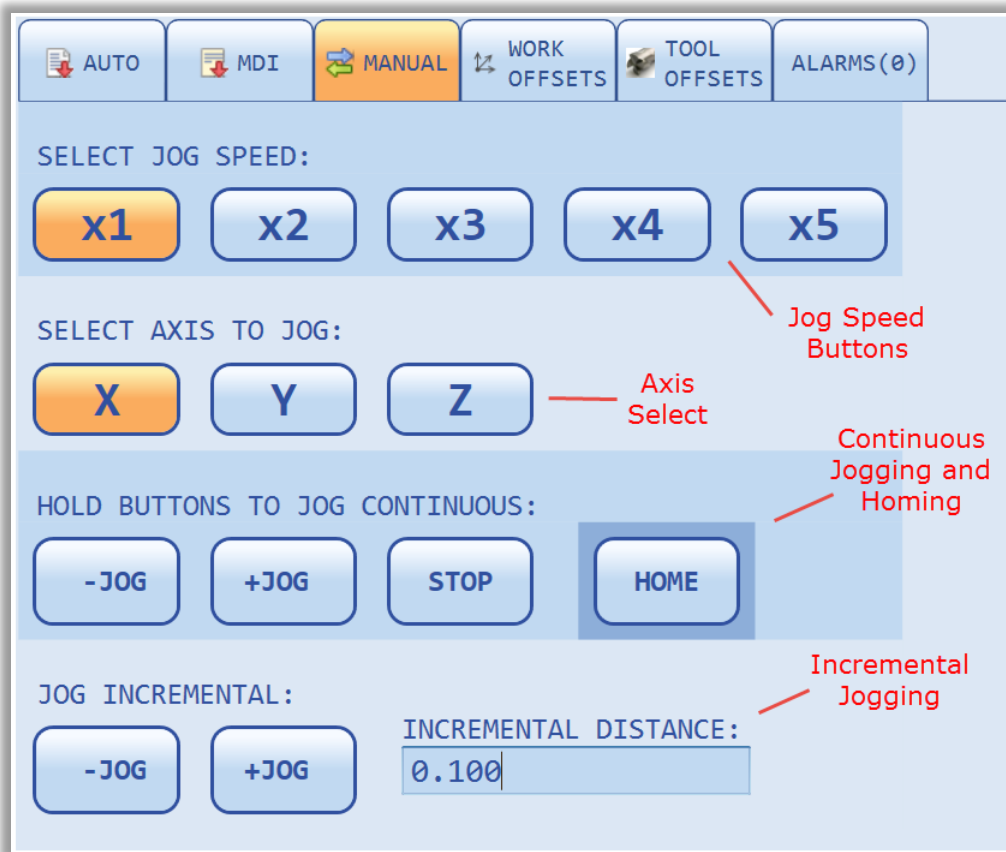 AUTO
MDI
MANUAL
WORK
OFFSETS
TOOL
OFFSETS
ALARMS(0)
SELECT JOG SPEED:
x1
x2
x3
x4
x5
Jog Speed
Buttons
SELECT AXIS TO JOG:
X
Y
Z
Axis
Select
Continuous
Jogging and
Homing
HOLD BUTTONS TO JOG CONTINUOUS:
-JOG
+JOG
STOP
HOME
Incremental
Jogging
JOG INCREMENTAL:
-JOG
+JOG
INCREMENTAL DISTANCE:
0.100